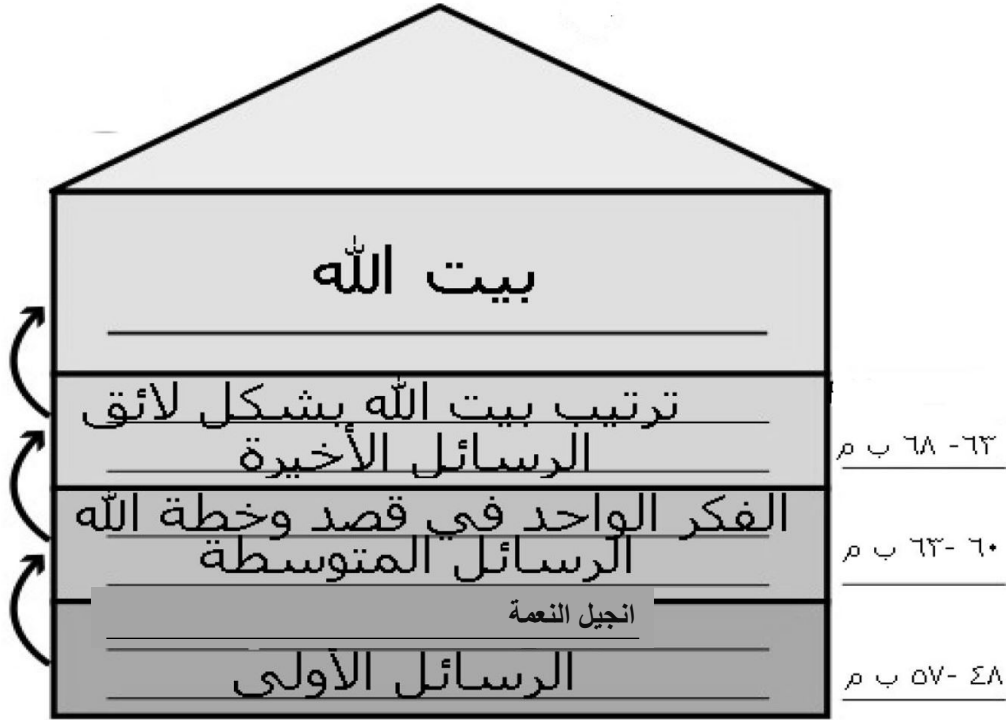 بيت الله
ترتيب بيت الله بشكل لائق
الرسائل الأخيرة
٦٣- ٦٨ ب م
الفكر الواحد في قصد وخطة الله
الرسائل المتوسطة
٦٠ -٦٣ ب م
انجيل النعمة
الرسائل الأولى
٤٨ -٥٧ ب م